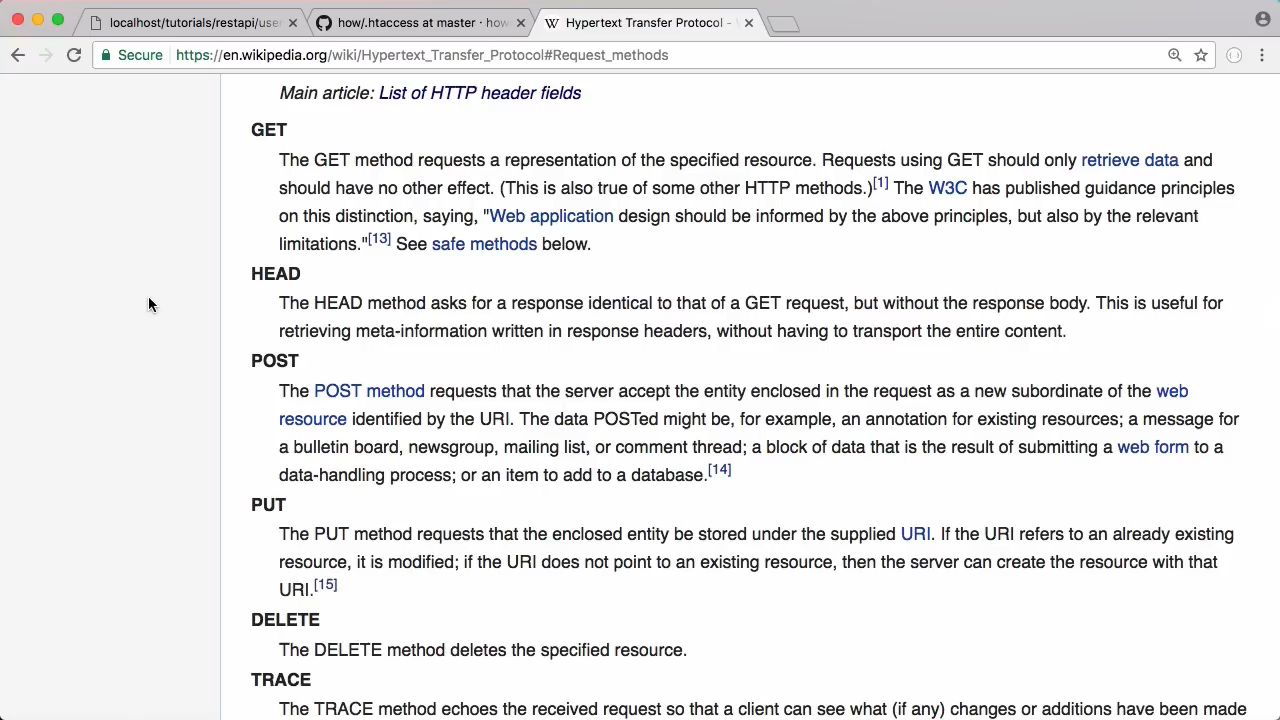 localhost/tutorials/restapi/use
how/.htaccess at master · how
Hypertext Transfer Protocol -
Secure
https://en.wikipedia.org/wiki/Hypertext_Transfer_Protocol#Request_methods
Main article: List of HTTP header fields
GET
The GET method requests a representation of the specified resource. Requests using GET should only retrieve data and
should have no other effect. (This is also true of some other HTTP methods.)[1] The W3C has published guidance principles
on this distinction, saying, "Web application design should be informed by the above principles, but also by the relevant
limitations."[13] See safe methods below.
HEAD
The HEAD method asks for a response identical to that of a GET request, but without the response body. This is useful for
retrieving meta-information written in response headers, without having to transport the entire content.
POST
The POST method requests that the server accept the entity enclosed in the request as a new subordinate of the web
resource identified by the URI. The data POSTed might be, for example, an annotation for existing resources; a message for
a bulletin board, newsgroup, mailing list, or comment thread; a block of data that is the result of submitting a web form to a
data-handling process; or an item to add to a database.[14]
PUT
The PUT method requests that the enclosed entity be stored under the supplied URI. If the URI refers to an already existing
resource, it is modified; if the URI does not point to an existing resource, then the server can create the resource with that
URI.[15]
DELETE
The DELETE method deletes the specified resource.
TRACE
The TRACE method echoes the received request so that a client can see what (if any) changes or additions have been made